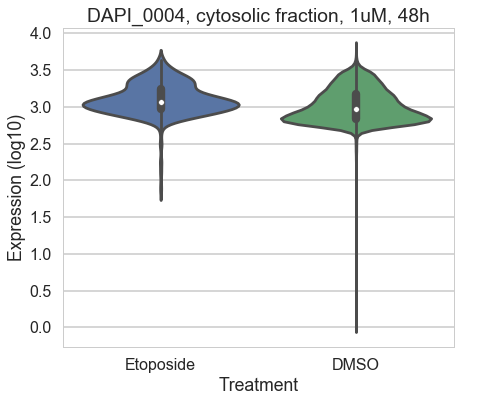 DAPI_0004, cytosolic fraction, 1uM, 48h
Expression (log10)
4.0
3.5
3.0
2.5
2.0
1.5
1.0
0.5
0.0
Etoposide
DMSO
Treatment